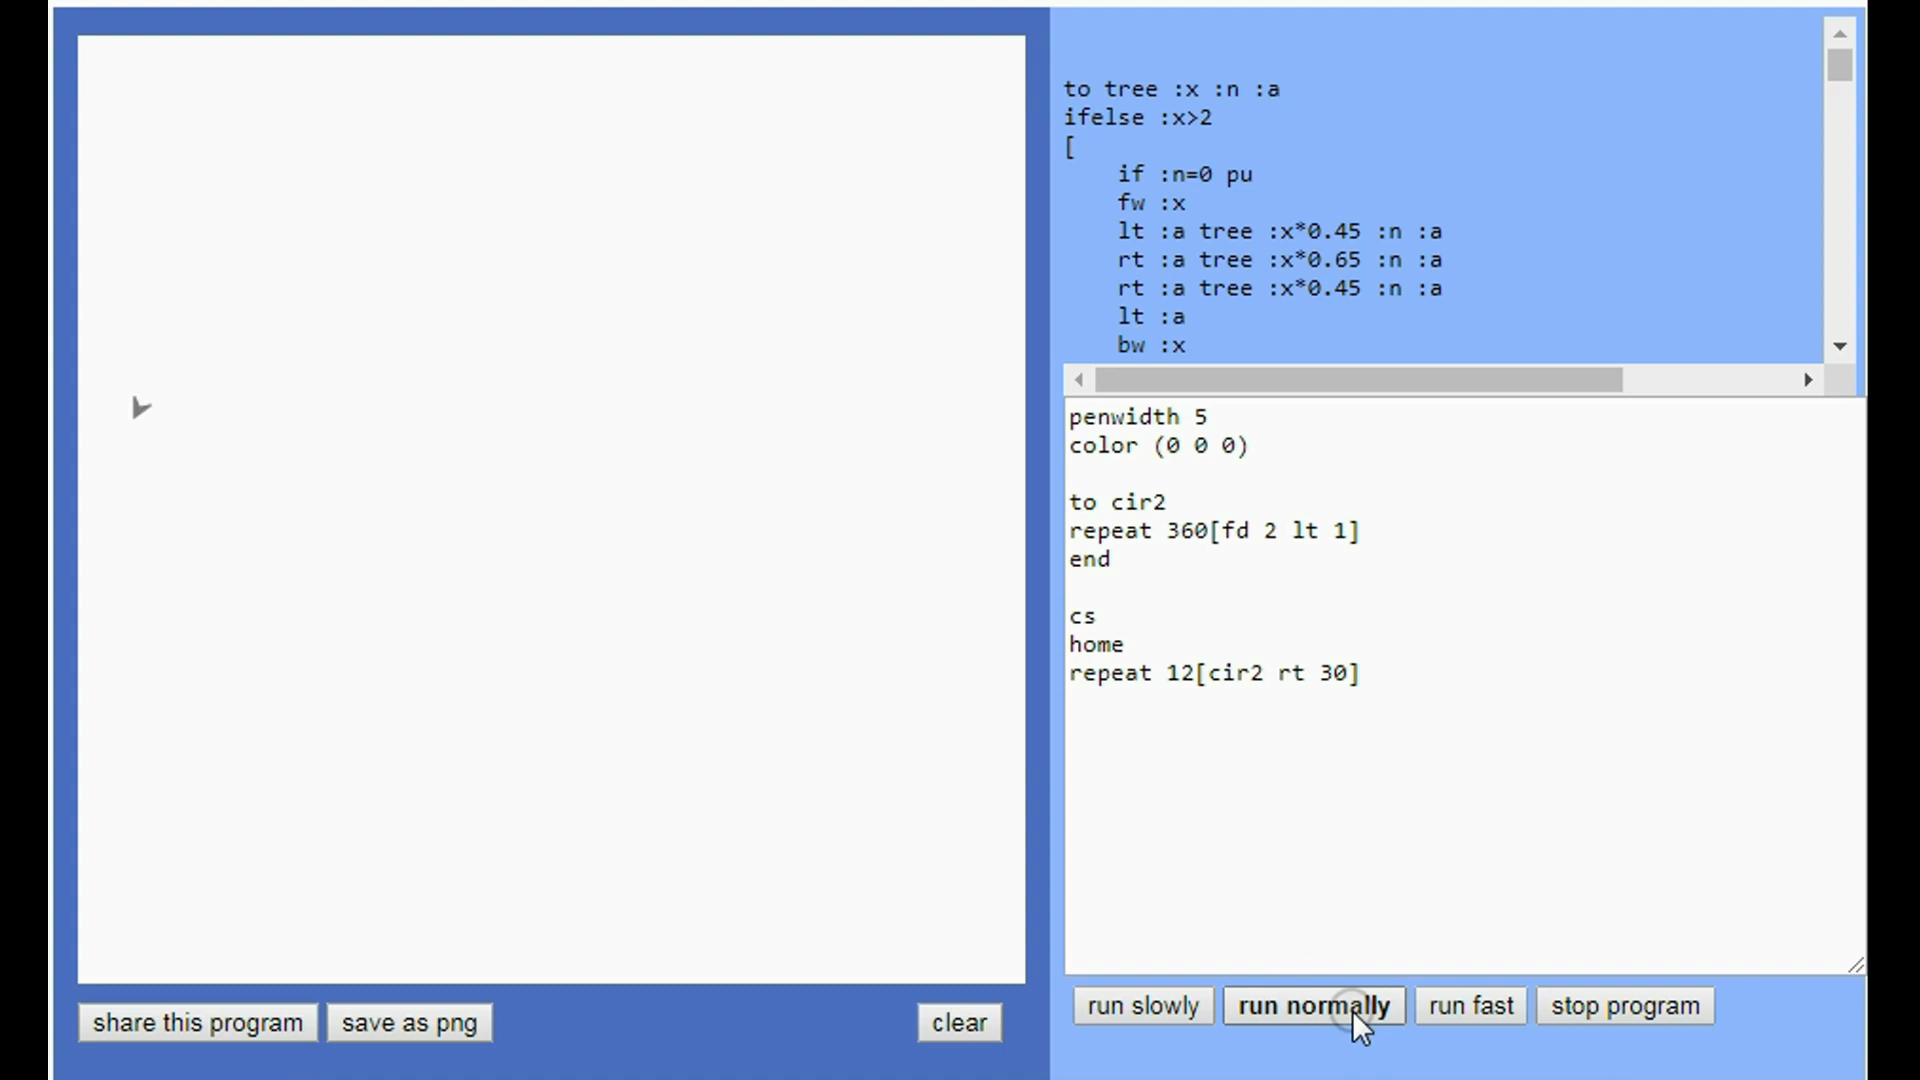 to tree :x :n :a
ifelse :x>2
[
    if :n=0 pu
    fw :x
    lt :a tree :x*0.45 :n :a
    rt :a tree :x*0.65 :n :a
    rt :a tree :x*0.45 :n :a
    lt :a
    bw :x
penwidth 5
color (0 0 0)
to cir2
repeat 360[fd 2 lt 1]
end
cs
home
repeat 12[cir2 rt 30]
run slowly run normally run fast stop program
share this program save as png clear